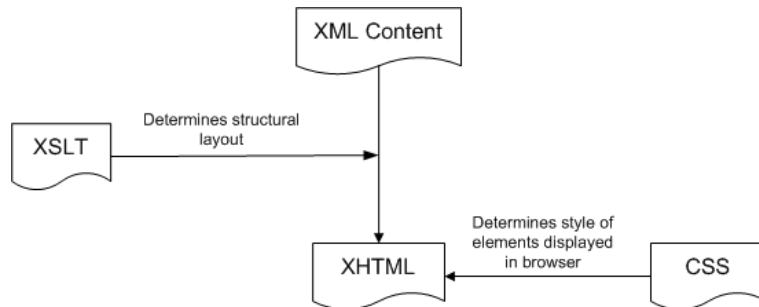 XML Content
Determines structural
layout
XSLT
Determines style of
elements displayed
in browser
XHTML
CSS